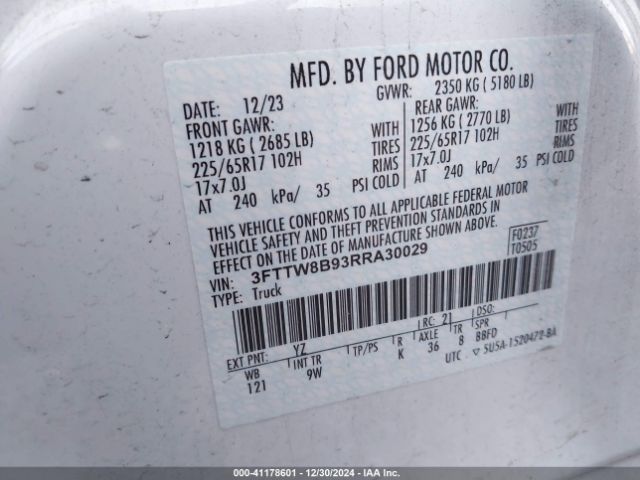 MFD. BY FORD MOTOR CO.
DATE: 12/23 GVWR: 2350 KG ( 5180 LB)
FRONT GAWR: REAR GAWR:
1218 KG ( 2685 LB) WITH 1256 KG ( 2770 LB) WITH
225/65R17 102H TIRES 225/65R17 102H TIRES
17x7.0J RIMS 17x7.0J RIMS
AT 240 kPa/ 35 PSI COLD AT 240 kPa/ 35 PSI COLD
THIS VEHICLE CONFORMS TO ALL APPLICABLE FEDERAL MOTOR
VEHICLE SAFETY AND THEFT PREVENTION STANDARDS IN
EFFECT ON THE DATE OF MANUFACTURE SHOWN ABOVE.
VIN: 3FTTW8B93RRA30029 F0237
TYPE: Truck T0505
EXT PNT: YZ RC: 21 DSO:
WB INT TR TP/PS R AXLE TR SPR
121 9W K 36 8 BBFD
UTC ▽ 5U5A-1520472-BA
000-41178601 - 12/30/2024 - IAAI.COM